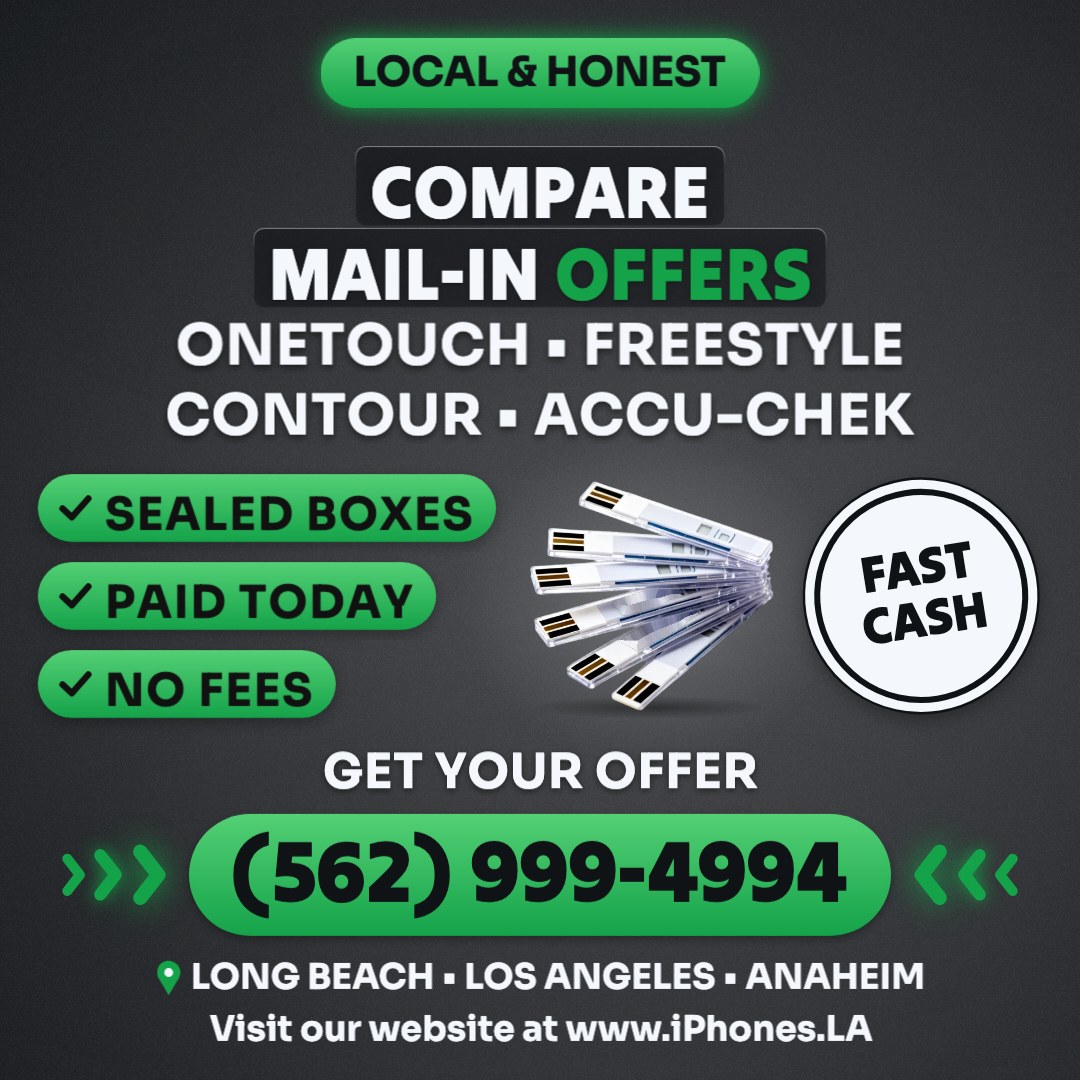 LOCAL & HONEST
COMPARE
MAIL-IN OFFERS
ONETOUCH ▪ FREESTYLE
CONTOUR ▪ ACCU-CHEK
✓ SEALED BOXES
✓ PAID TODAY
✓ NO FEES
FAST
CASH
GET YOUR OFFER
(562) 999-4994
LONG BEACH ▪ LOS ANGELES ▪ ANAHEIM
Visit our website at www.iPhones.LA